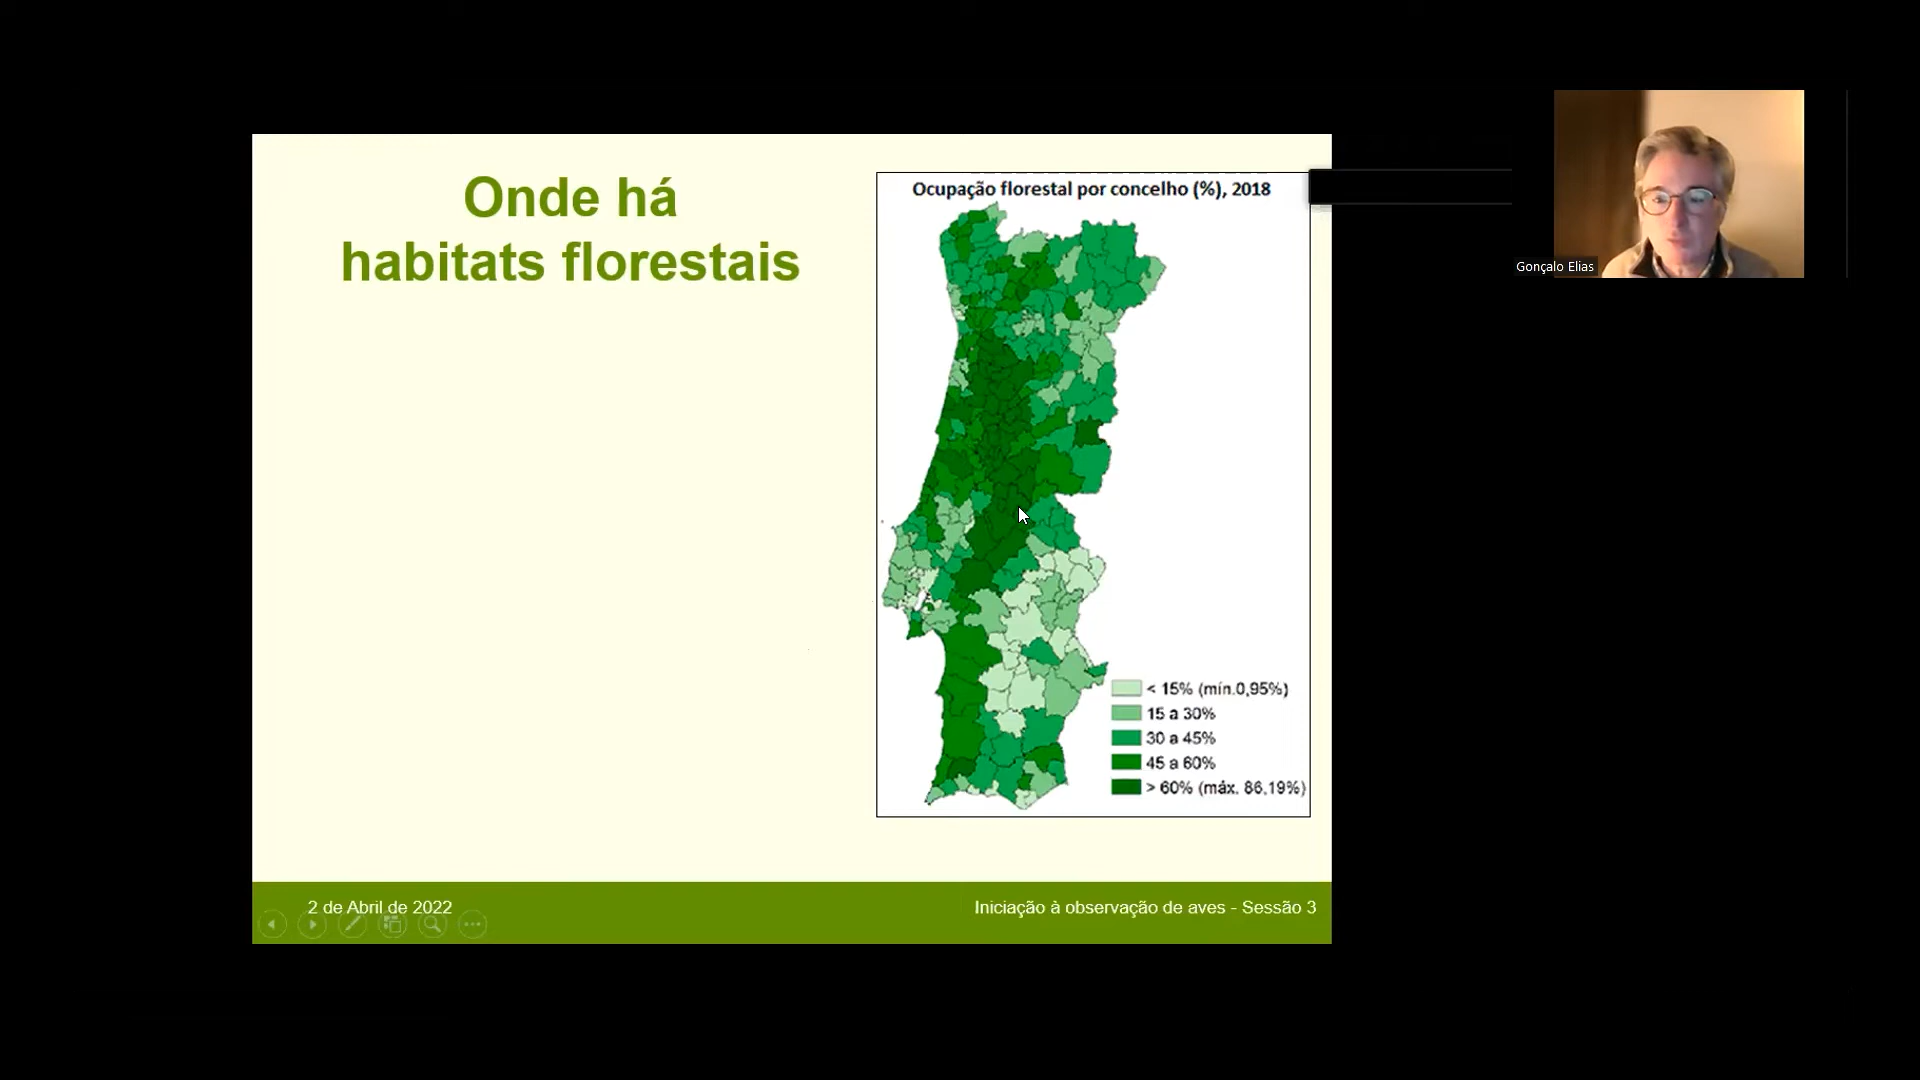 Onde há
habitats florestais
Ocupação florestal por concelho (%), 2018
< 15% (mín.0,95%)
15 a 30%
30 a 45%
45 a 60%
> 60% (máx. 86,19%)
Gonçalo Elias
2 de Abril de 2022
Iniciação à observação de aves - Sessão 3